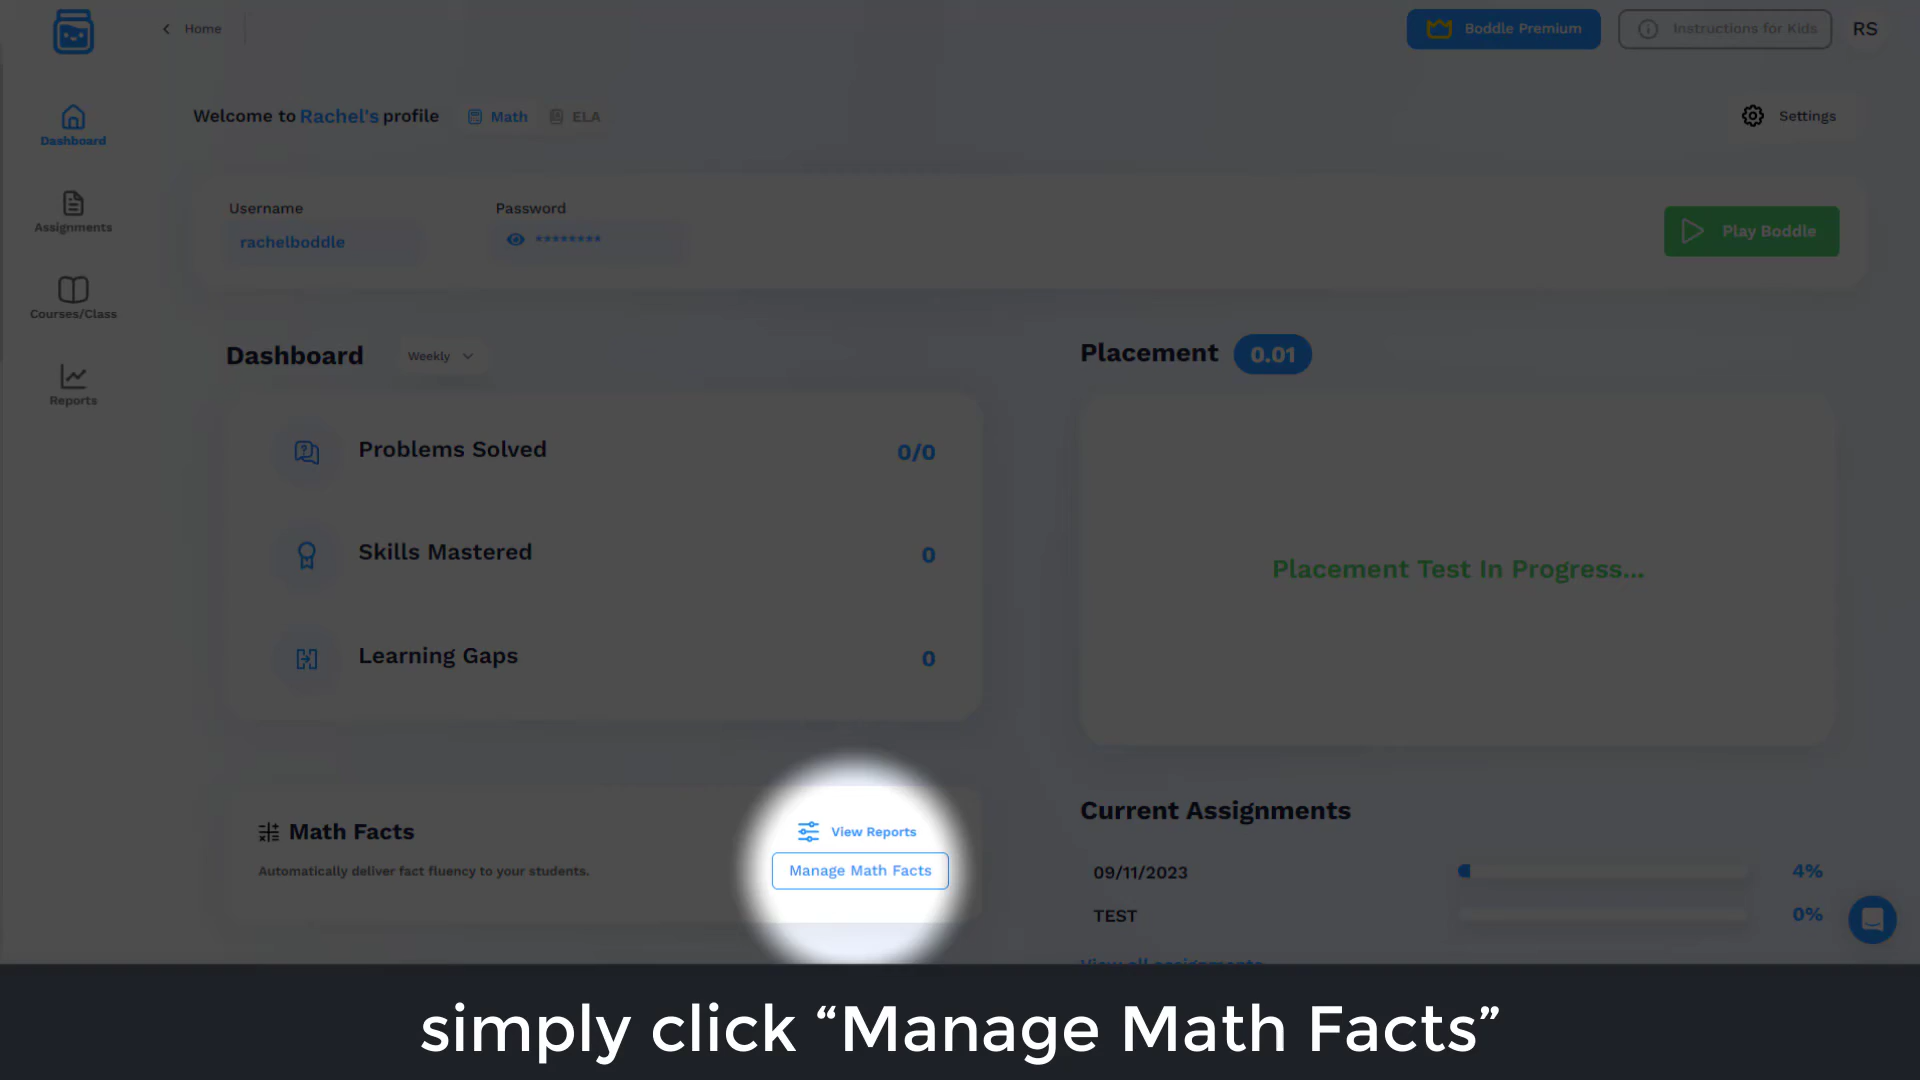 Home
Boddle Premium
Instructions for Kids
RS
Welcome to Rachel's profile
Math
ELA
Settings
Dashboard
Assignments
Courses/Class
Reports
Username
Password
rachelboddle
********
Play Boddle
Dashboard
Weekly
Placement
0.01
Problems Solved
0/0
Skills Mastered
0
Learning Gaps
0
Placement Test In Progress...
Math Facts
Automatically deliver fact fluency to your students.
View Reports
Manage Math Facts
Current Assignments
09/11/2023
4%
TEST
0%
View all assignments
simply click “Manage Math Facts”